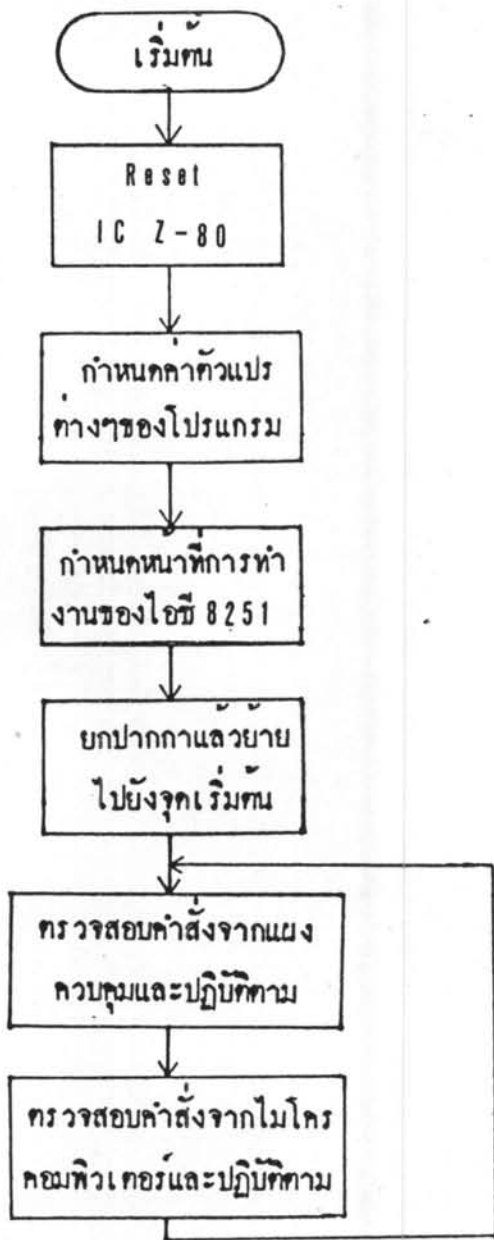 เริ่มต้น
Reset
IC Z-80
กำหนดค่าตัวแปร
ต่างๆของโปรแกรม
กำหนดหน้าที่การทำ
งานของไอซี 8251
ยกปากกาแล้วย้าย
ไปยังจุดเริ่มต้น
ตรวจสอบคำสั่งจากแผง
ควบคุมและปฏิบัติตาม
ตรวจสอบคำสั่งจากไมโคร
คอมพิวเตอร์และปฏิบัติตาม